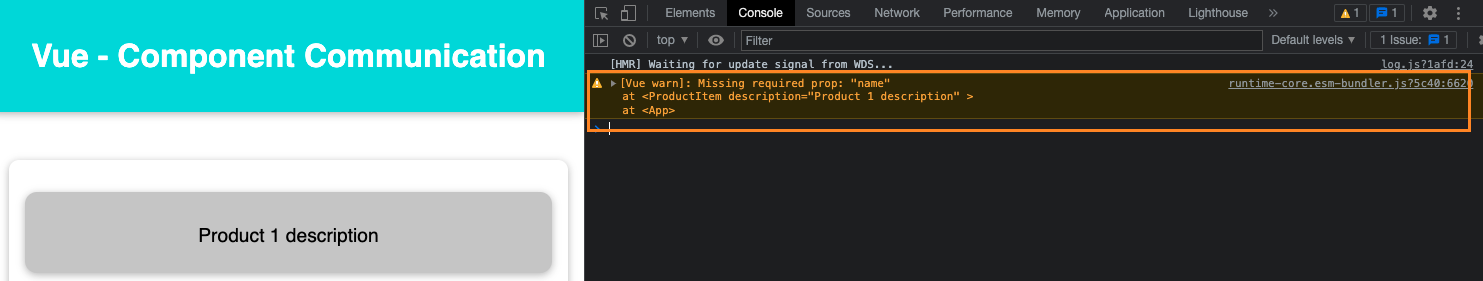 Vue - Component Communication
Product 1 description
Elements Console Sources Network Performance Memory Application Lighthouse » 1 1
top ▼ Filter Default levels ▼ 1 Issue: 1
[HMR] Waiting for update signal from WDS... log.js?1afd:24
▶[Vue warn]: Missing required prop: "name" runtime-core.esm-bundler.js?5c40:6620
at <ProductItem description="Product 1 description" >
at <App>
>